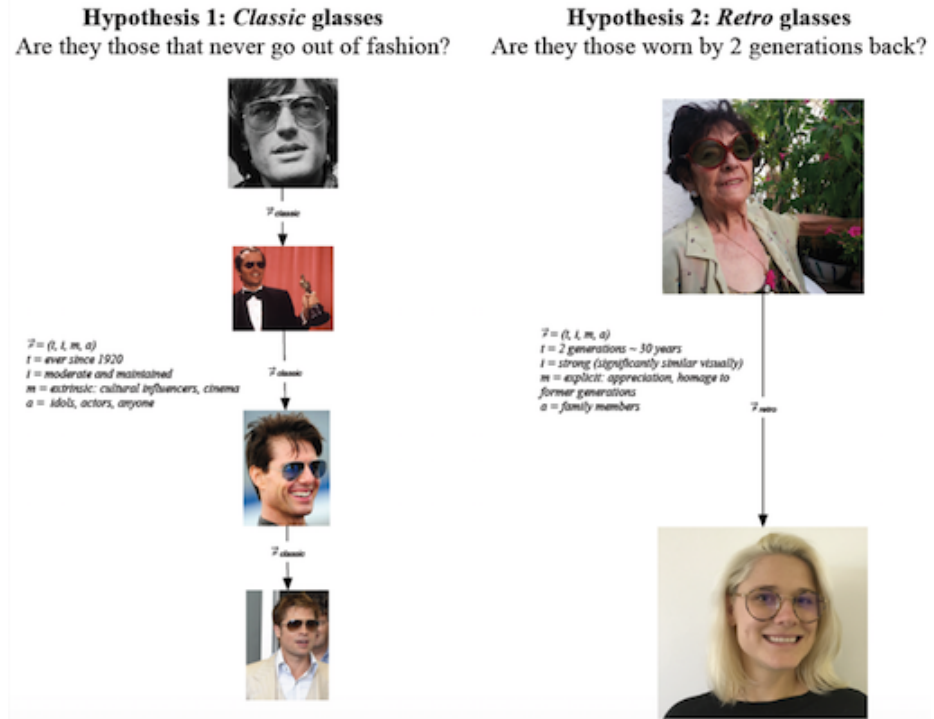 Hypothesis 1: Classic glasses
Are they those that never go out of fashion?
r⃗ classic
r⃗ classic
r⃗ = (t, i, m, a)
t = ever since 1920
i = moderate and maintained
m = extrinsic: cultural influencers, cinema
a = idols, actors, anyone
r⃗ classic
Hypothesis 2: Retro glasses
Are they those worn by 2 generations back?
r⃗ = (t, i, m, a)
t = 2 generations ~ 30 years
i = strong (significantly similar visually)
m = explicit: appreciation, homage to
former generations
a = family members
r⃗ retro